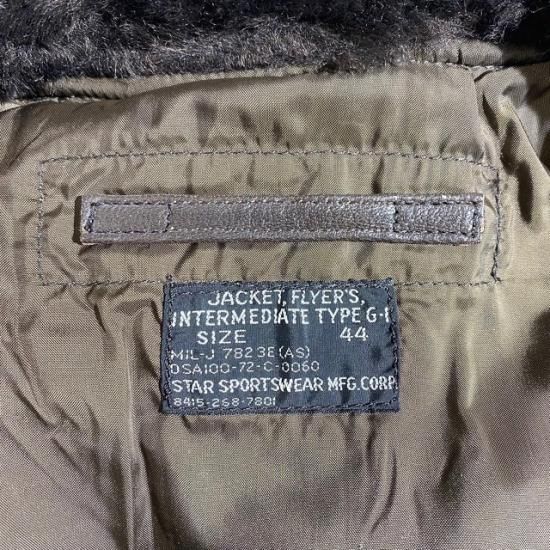 JACKET, FLYER'S,
INTERMEDIATE TYPE G-1
SIZE 44
MIL-J 7823E(AS)
DSA100-72-C-0060
STAR SPORTSWEAR MFG.CORP.
8415-268-7801